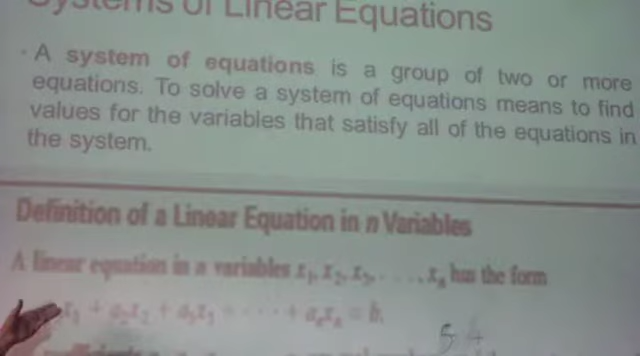 Systems of Linear Equations
· A system of equations is a group of two or more
equations. To solve a system of equations means to find
values for the variables that satisfy all of the equations in
the system.
Definition of a Linear Equation in n Variables
A linear equation in n variables x₁, x₂, x₃, . . . , xₙ has the form
x₁ + a₂x₂ + a₃x₃ + · · · + aₙxₙ = b.
54